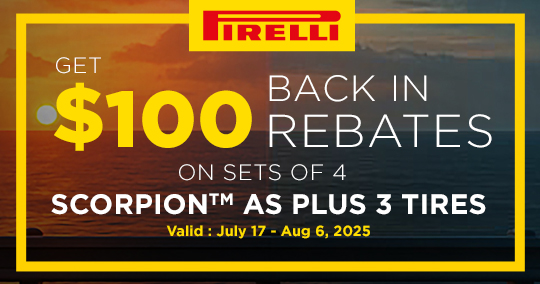 PIRELLI
GET
$100
BACK IN
REBATES
ON SETS OF 4
SCORPION™ AS PLUS 3 TIRES
Valid : July 17 - Aug 6, 2025